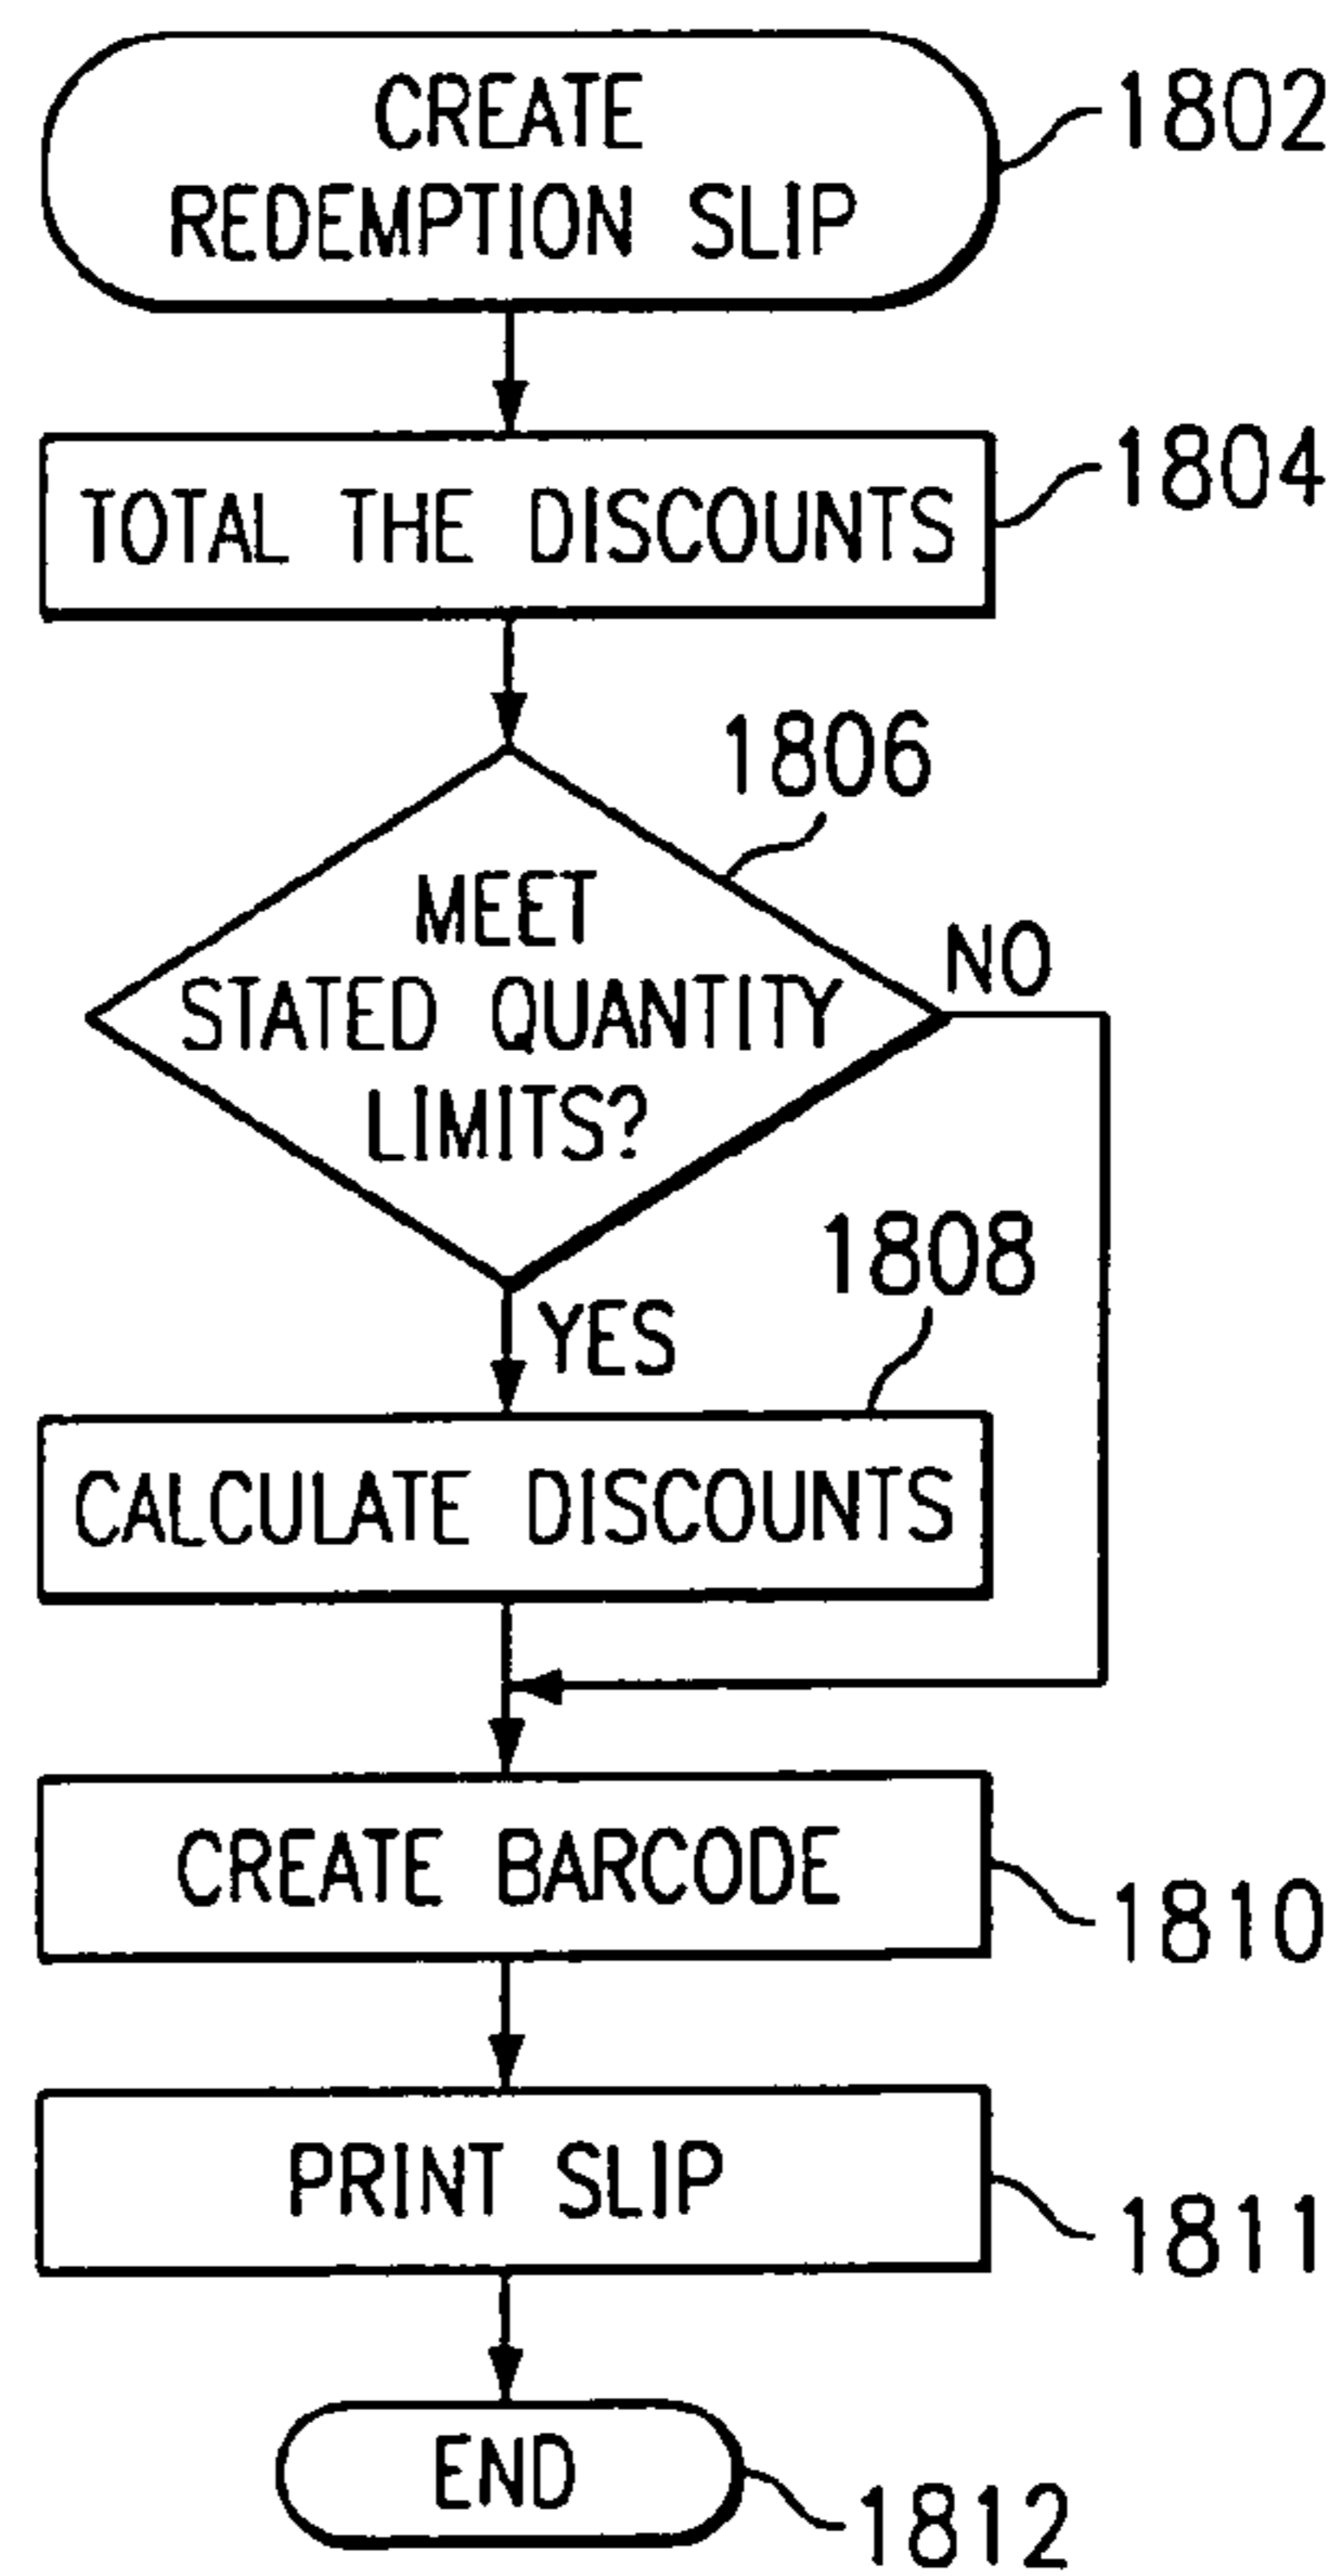 CREATE
REDEMPTION SLIP
1802
TOTAL THE DISCOUNTS
1804
1806
MEET
STATED QUANTITY
LIMITS?
NO
YES
1808
CALCULATE DISCOUNTS
CREATE BARCODE
1810
PRINT SLIP
1811
END
1812